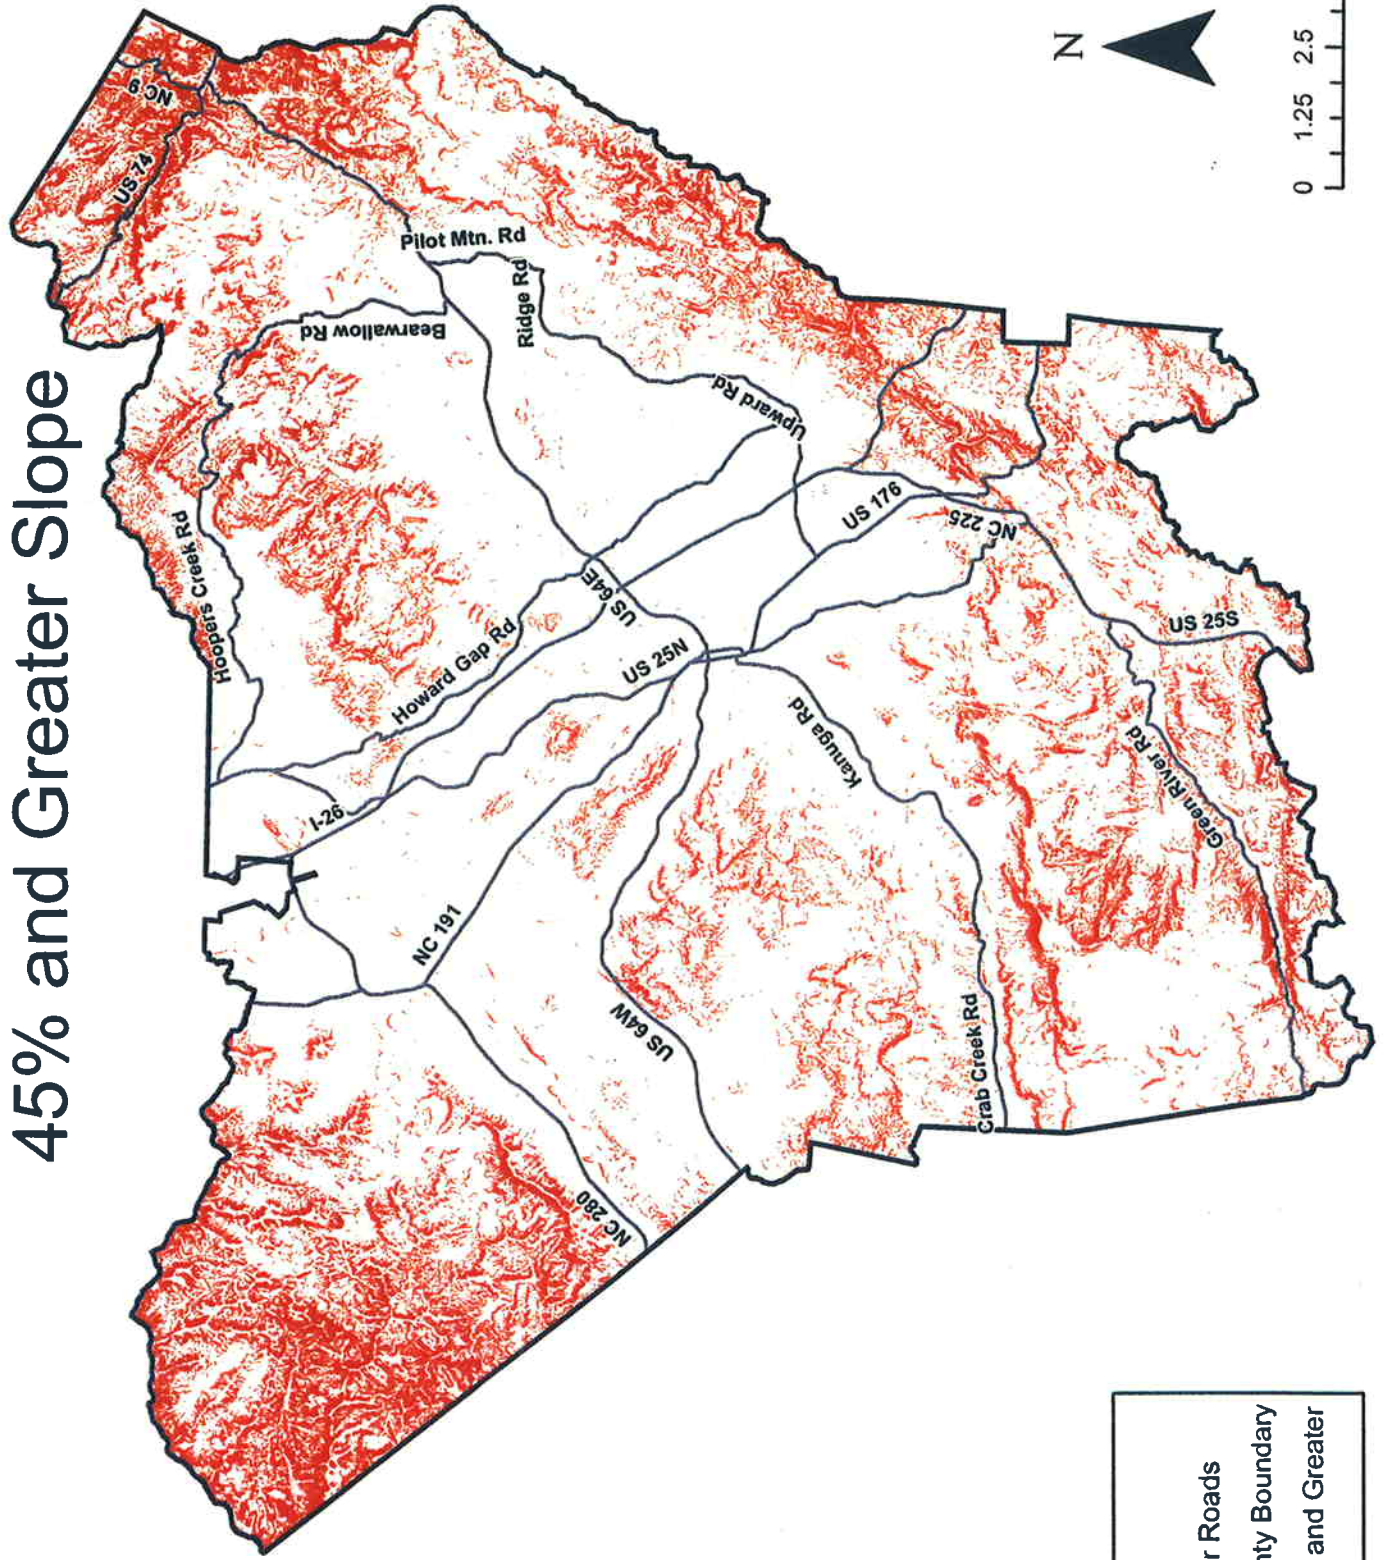 45% and Greater Slope
NC 9
US 74
Pilot Mtn. Rd
Ridge Rd
Bearwallow Rd
Upward Rd
Hoopers Creek Rd
Howard Gap Rd
US 64E
US 25N
US 176
NC 225
I-26
NC 191
Kanuga Rd
US 25S
Green River Rd
US 64W
Crab Creek Rd
NC 280
N
0 1.25 2.5
r Roads
nty Boundary
and Greater